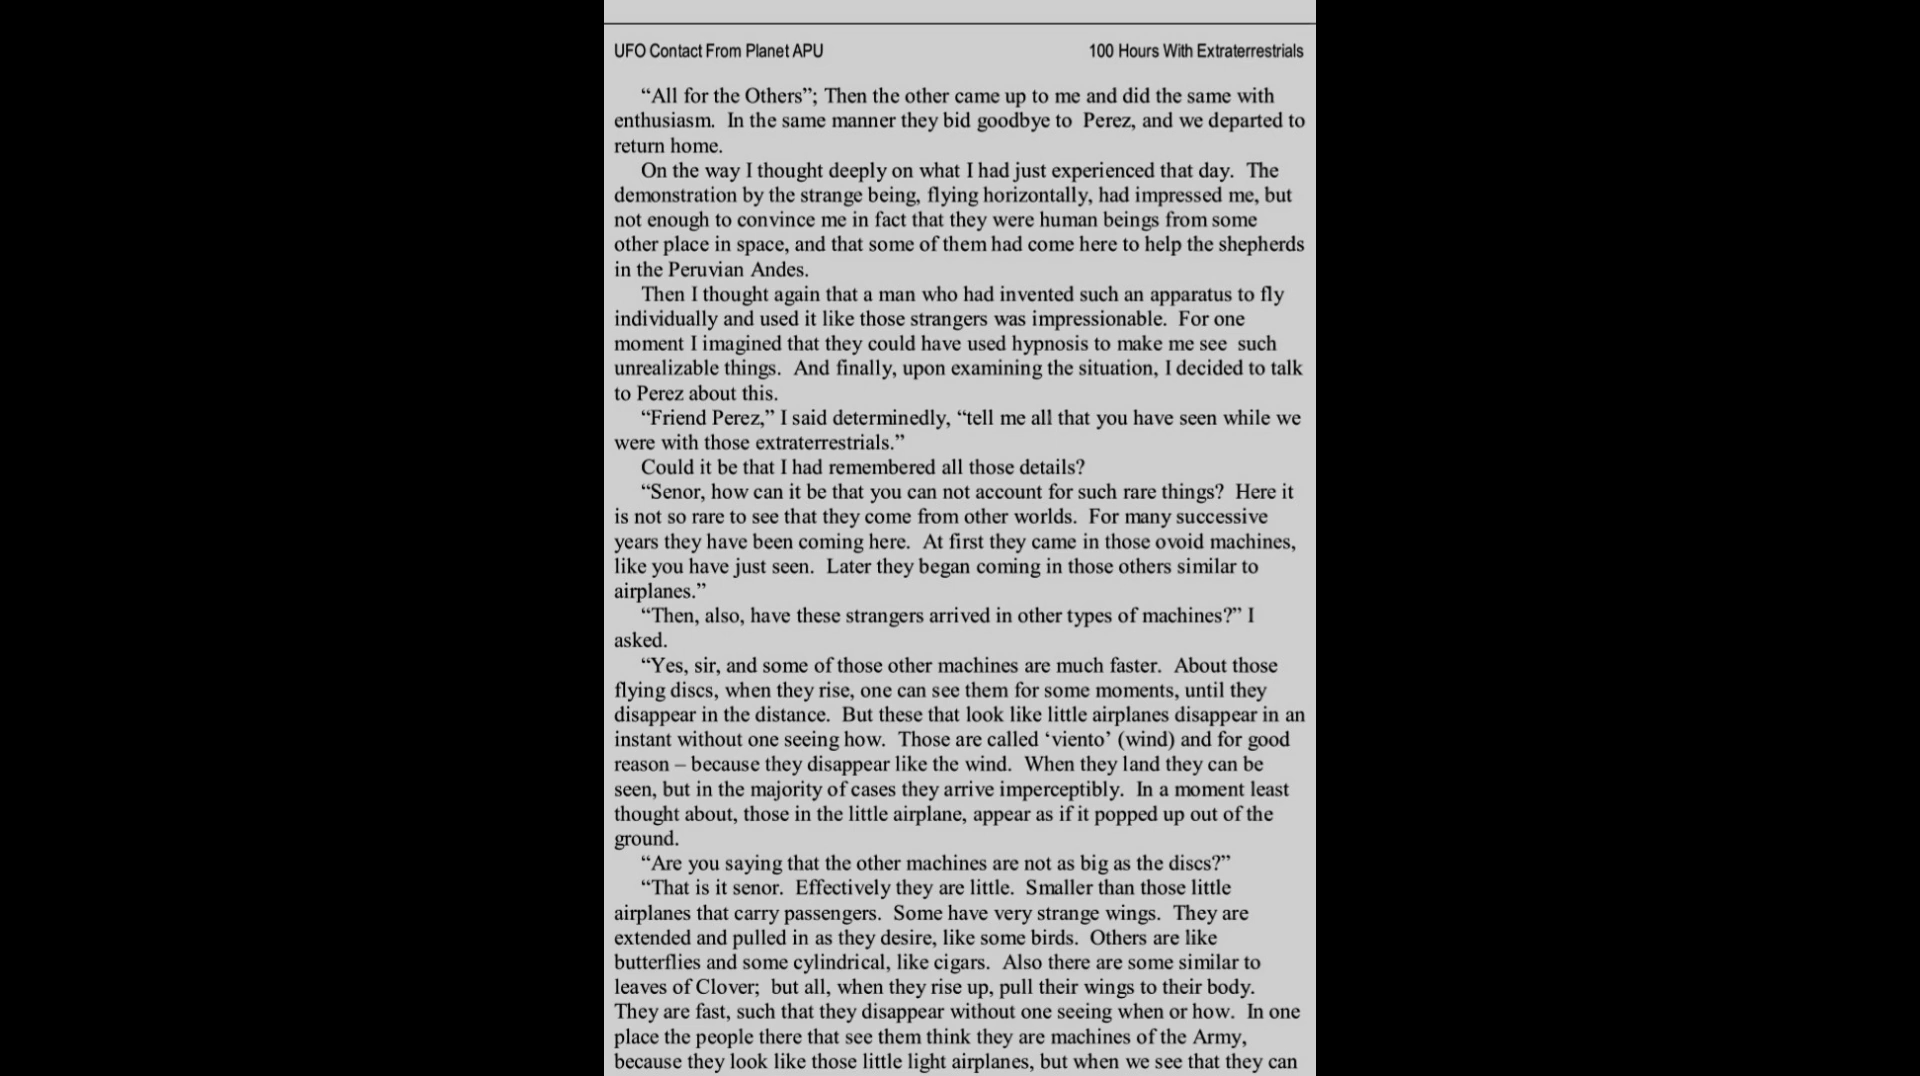 UFO Contact From Planet APU 100 Hours With Extraterrestrials
“All for the Others”; Then the other came up to me and did the same with
enthusiasm. In the same manner they bid goodbye to Perez, and we departed to
return home.
On the way I thought deeply on what I had just experienced that day. The
demonstration by the strange being, flying horizontally, had impressed me, but
not enough to convince me in fact that they were human beings from some
other place in space, and that some of them had come here to help the shepherds
in the Peruvian Andes.
Then I thought again that a man who had invented such an apparatus to fly
individually and used it like those strangers was impressionable. For one
moment I imagined that they could have used hypnosis to make me see such
unrealizable things. And finally, upon examining the situation, I decided to talk
to Perez about this.
“Friend Perez,” I said determinedly, “tell me all that you have seen while we
were with those extraterrestrials.”
Could it be that I had remembered all those details?
“Senor, how can it be that you can not account for such rare things? Here it
is not so rare to see that they come from other worlds. For many successive
years they have been coming here. At first they came in those ovoid machines,
like you have just seen. Later they began coming in those others similar to
airplanes.”
“Then, also, have these strangers arrived in other types of machines?” I
asked.
“Yes, sir, and some of those other machines are much faster. About those
flying discs, when they rise, one can see them for some moments, until they
disappear in the distance. But these that look like little airplanes disappear in an
instant without one seeing how. Those are called ‘viento’ (wind) and for good
reason – because they disappear like the wind. When they land they can be
seen, but in the majority of cases they arrive imperceptibly. In a moment least
thought about, those in the little airplane, appear as if it popped up out of the
ground.
“Are you saying that the other machines are not as big as the discs?”
“That is it senor. Effectively they are little. Smaller than those little
airplanes that carry passengers. Some have very strange wings. They are
extended and pulled in as they desire, like some birds. Others are like
butterflies and some cylindrical, like cigars. Also there are some similar to
leaves of Clover; but all, when they rise up, pull their wings to their body.
They are fast, such that they disappear without one seeing when or how. In one
place the people there that see them think they are machines of the Army,
because they look like those little light airplanes, but when we see that they can